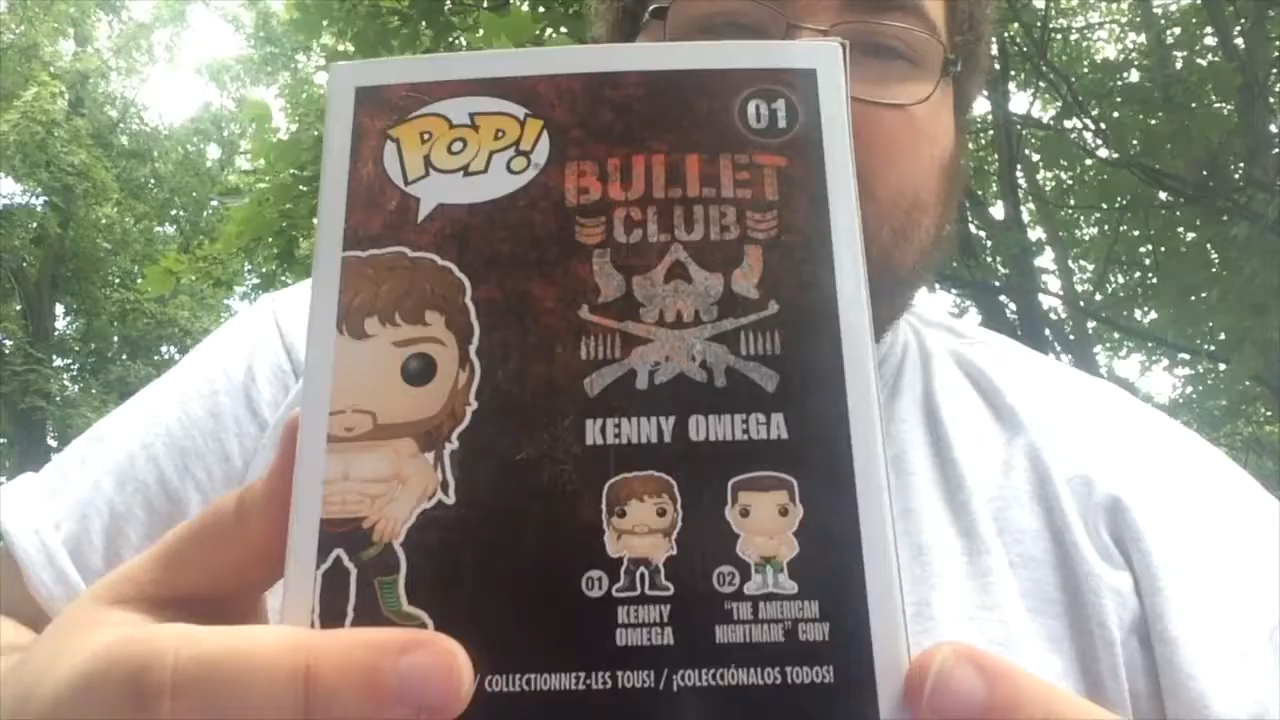 POP!
01
BULLET
CLUB
KENNY OMEGA
01
KENNY
OMEGA
02
"THE AMERICAN
NIGHTMARE" CODY
/ COLLECTIONNEZ-LES TOUS! / ¡COLECCIÓNALOS TODOS!